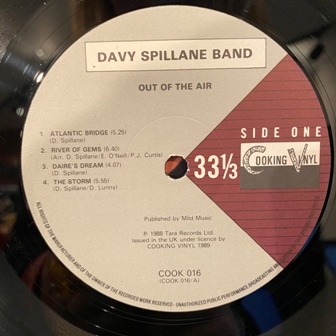 DAVY SPILLANE BAND
OUT OF THE AIR
1. ATLANTIC BRIDGE (5.25)
(D. Spillane)
2. RIVER OF GEMS (6.40)
(Arr. D. Spillane/E. O'Neill/P.J. Curtis)
3. DAIRE'S DREAM (4.07)
(D. Spillane)
4. THE STORM (5.55)
(D. Spillane/D. Lunny)
SIDE ONE
33⅓
COOKING VINYL
Published by Mild Music
℗ 1988 Tara Records Ltd.
Issued in the UK under licence by
COOKING VINYL 1989
COOK 016
(COOK 016/A)
ALL RIGHTS OF THE MANUFACTURER AND OF THE OWNER OF THE RECORDED WORK RESERVED - UNAUTHORIZED PUBLIC PERFORMANCE BROADCASTING